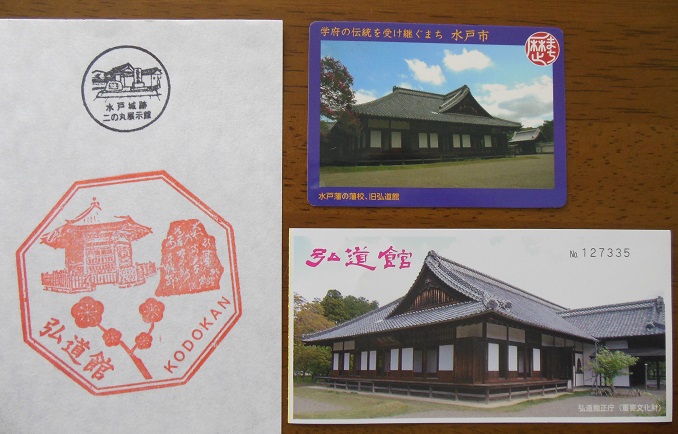 水戸城跡
二の丸展示館
弘道館
KODOKAN
学府の伝統を受け継ぐまち 水戸市
歴まち
水戸藩の藩校、旧弘道館
弘道館
№127335
弘道館正庁（重要文化財）